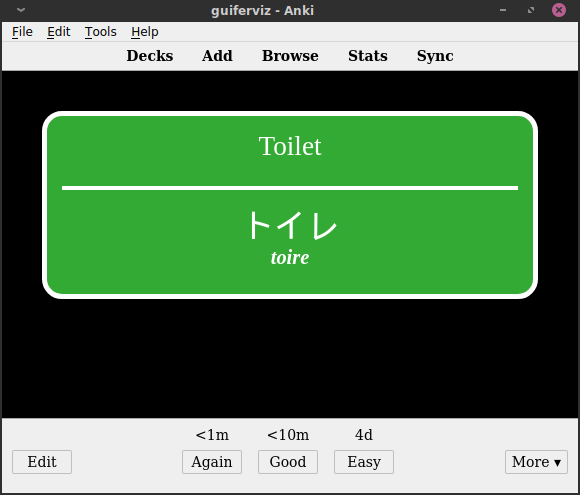 guiferviz - Anki
File Edit Tools Help
Decks Add Browse Stats Sync
Toilet
トイレ
toire
<1m <10m 4d
Edit Again Good Easy More ▾